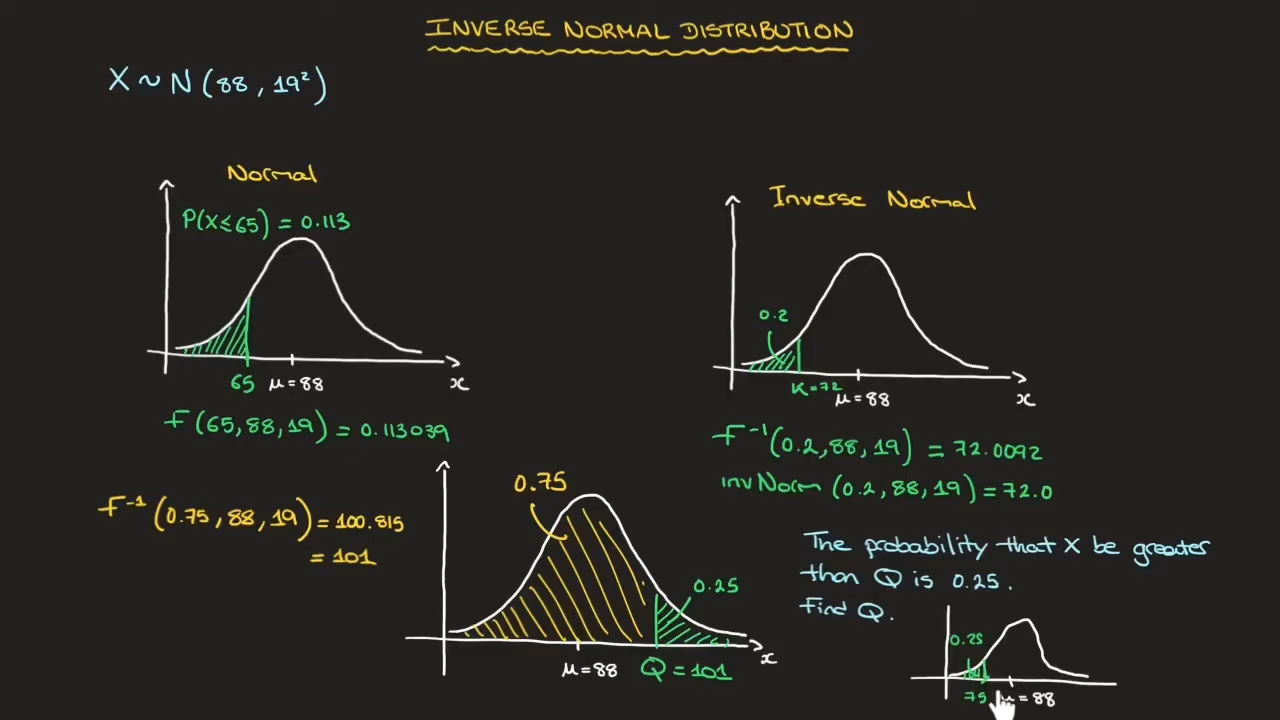 INVERSE NORMAL DISTRIBUTION
X ~ N (88, 19²)
Normal
P(X≤65) = 0.113
65 μ=88 x
f(65,88,19) = 0.113039
Inverse Normal
0.2
K=72 μ=88 x
f⁻¹(0.2,88,19) = 72.0092
invNorm (0.2,88,19) = 72.0
f⁻¹(0.75,88,19) = 100.815
= 101
0.75
0.25
μ=88 Q=101 x
The probability that X be greater
than Q is 0.25.
Find Q.
0.25
75 μ=88